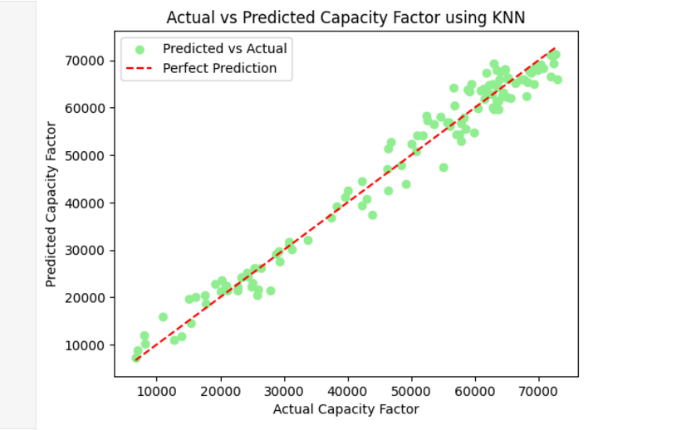 Actual vs Predicted Capacity Factor using KNN
Predicted vs Actual
Perfect Prediction
Predicted Capacity Factor
70000
60000
50000
40000
30000
20000
10000
10000 20000 30000 40000 50000 60000 70000
Actual Capacity Factor